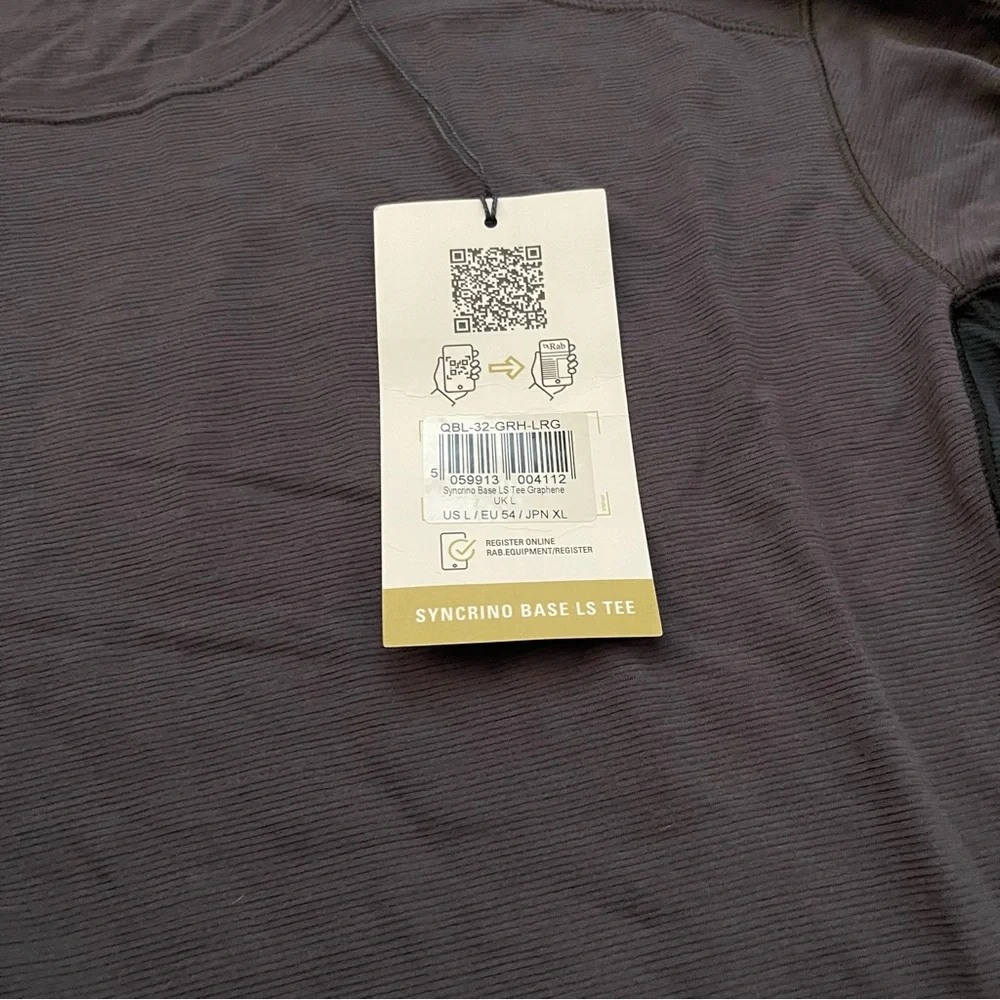 Rab
QBL-32-GRH-LRG
5 059913 004112
Syncrino Base LS Tee Graphene
UK L
US L / EU 54 / JPN XL
REGISTER ONLINE
RAB.EQUIPMENT/REGISTER
SYNCRINO BASE LS TEE